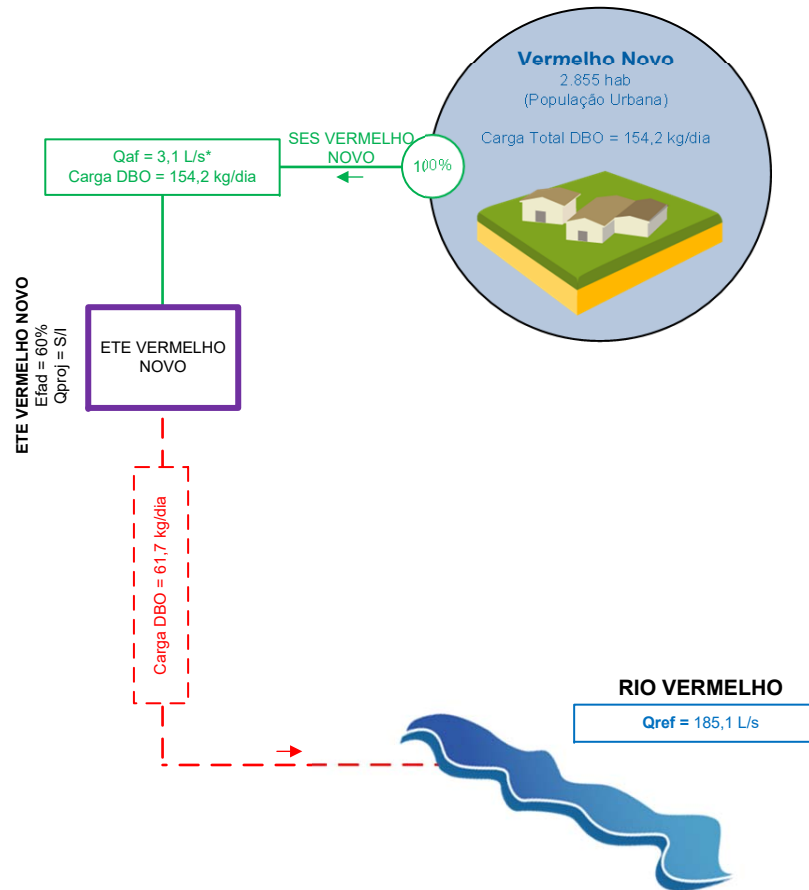 Vermelho Novo
2.855 hab
(População Urbana)
Carga Total DBO = 154,2 kg/dia
100%
SES VERMELHO
NOVO
Qaf = 3,1 L/s*
Carga DBO = 154,2 kg/dia
ETE VERMELHO NOVO
Efad = 60%
Qproj = S/I
ETE VERMELHO
NOVO
Carga DBO = 61,7 kg/dia
RIO VERMELHO
Qref = 185,1 L/s